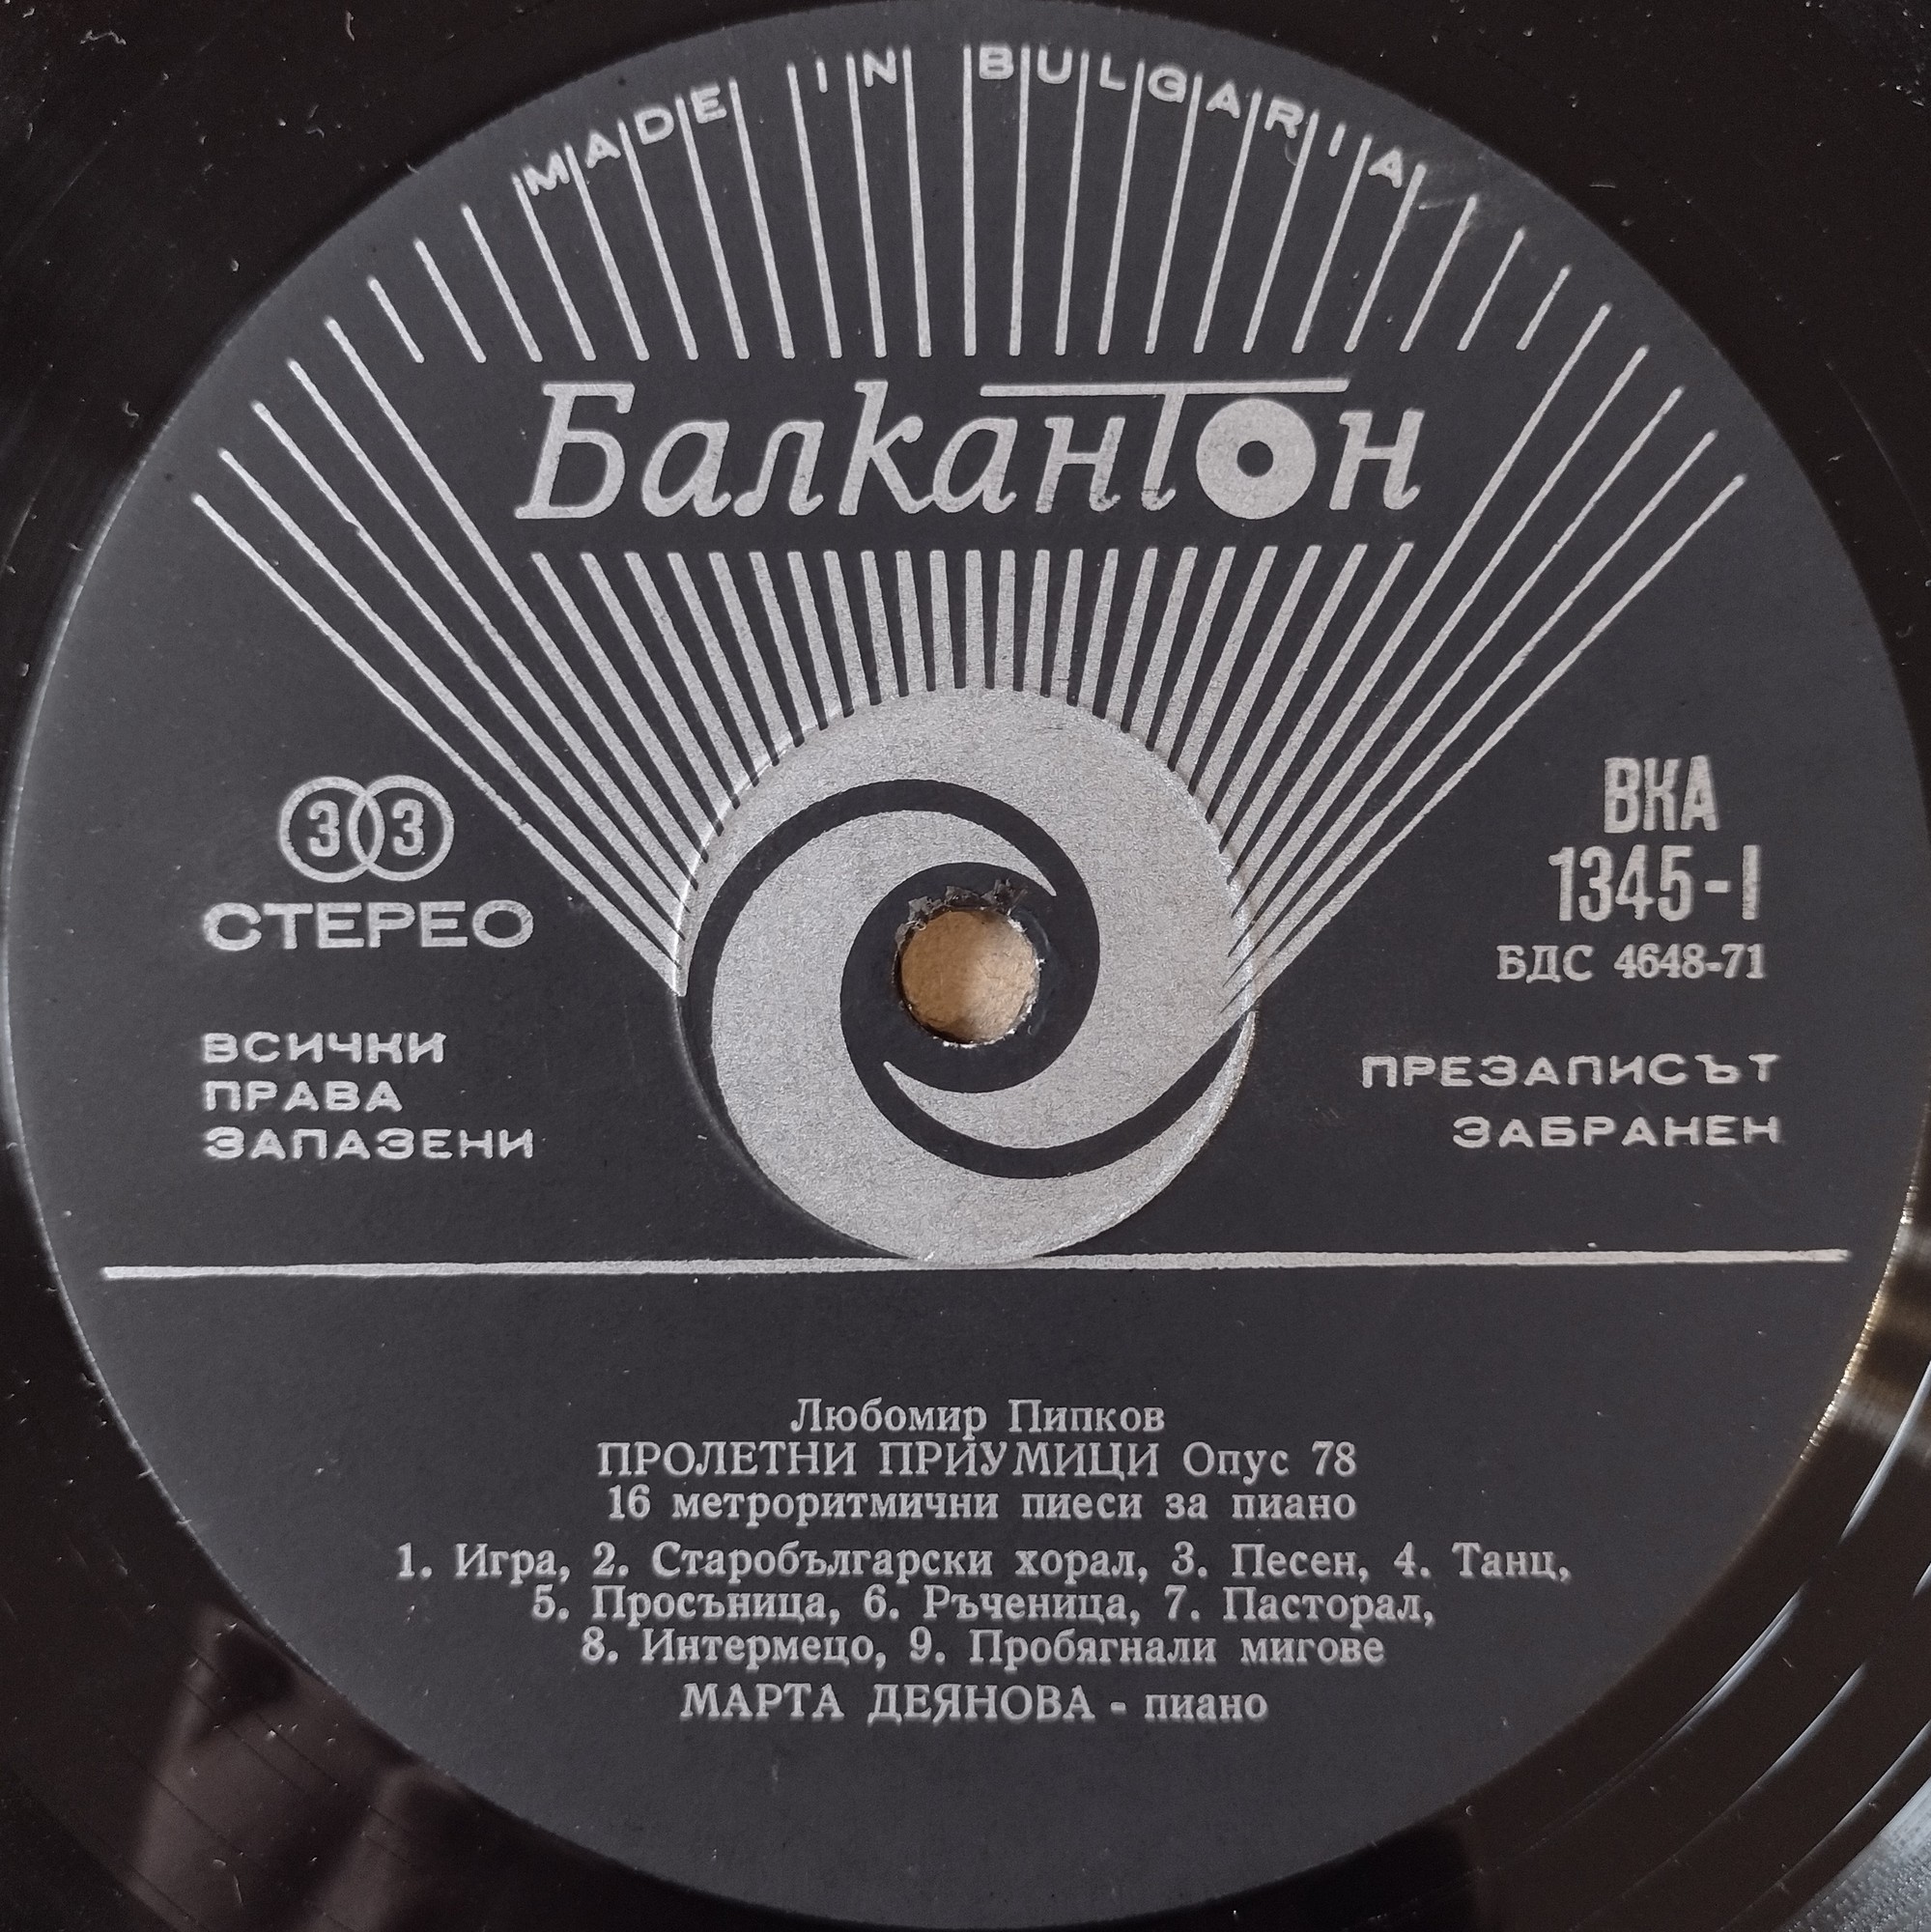 MADE IN BULGARIA
Балкантон
33
СТЕРЕО
ВСИЧКИ
ПРАВА
ЗАПАЗЕНИ
ВКА
1345-I
БДС 4648-71
ПРЕЗАПИСЪТ
ЗАБРАНЕН
Любомир Пипков
ПРОЛЕТНИ ПРИУМИЦИ Опус 78
16 метроритмични пиеси за пиано
1. Игра, 2. Старобългарски хорал, 3. Песен, 4. Танц,
5. Просъница, 6. Ръченица, 7. Пасторал,
8. Интермецо, 9. Пробягнали мигове
МАРТА ДЕЯНОВА - пиано